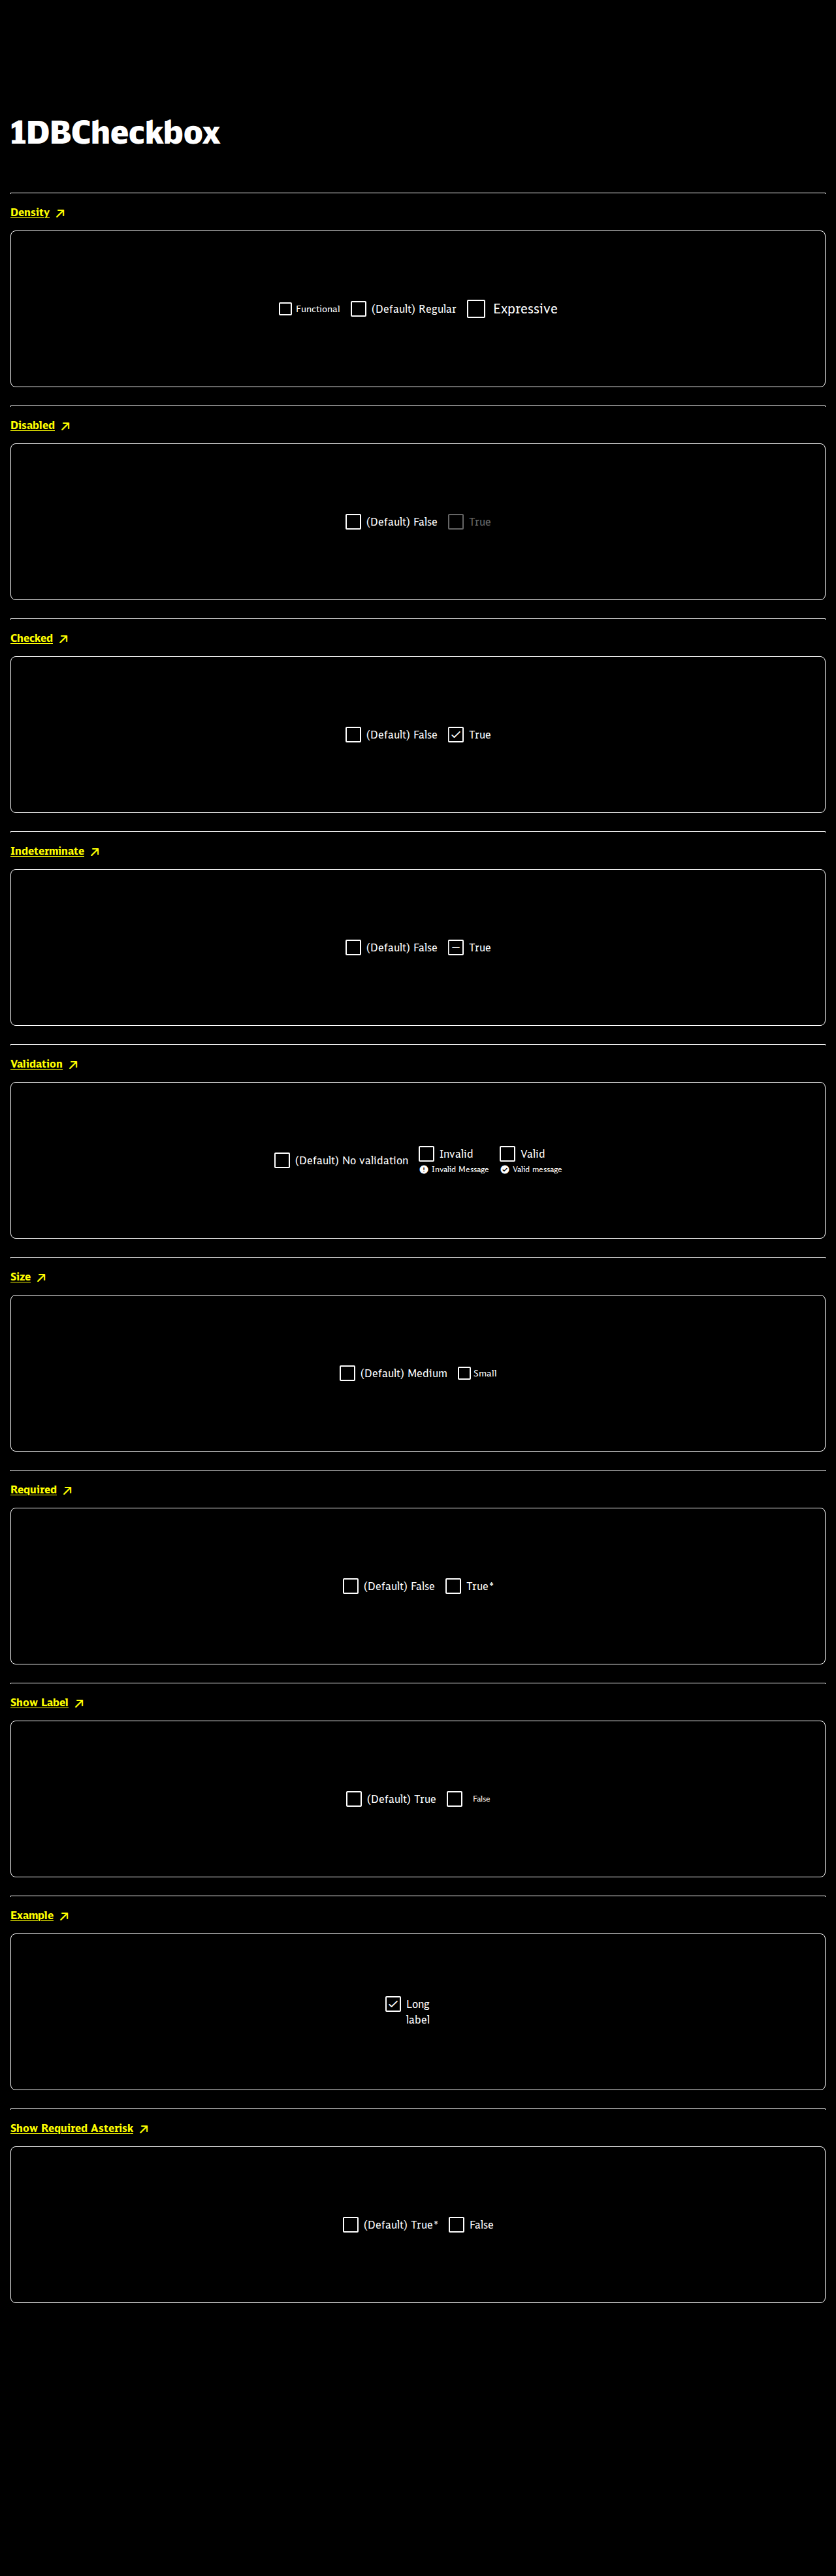 1DBCheckbox
Density
Functional (Default) Regular Expressive
Disabled
(Default) False True
Checked
(Default) False True
Indeterminate
(Default) False True
Validation
(Default) No validation Invalid Valid
Invalid Message Valid message
Size
(Default) Medium Small
Required
(Default) False True*
Show Label
(Default) True False
Example
Long
label
Show Required Asterisk
(Default) True* False